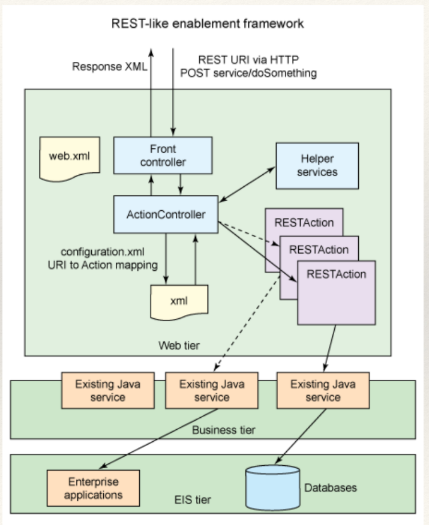 REST-like enablement framework
Response XML
REST URI via HTTP
POST service/doSomething
web.xml
Front
controller
Helper
services
ActionController
RESTAction
RESTAction
RESTAction
configuration.xml
URI to Action mapping
xml
Web tier
Existing Java
service
Existing Java
service
Existing Java
service
Business tier
Enterprise
applications
Databases
EIS tier